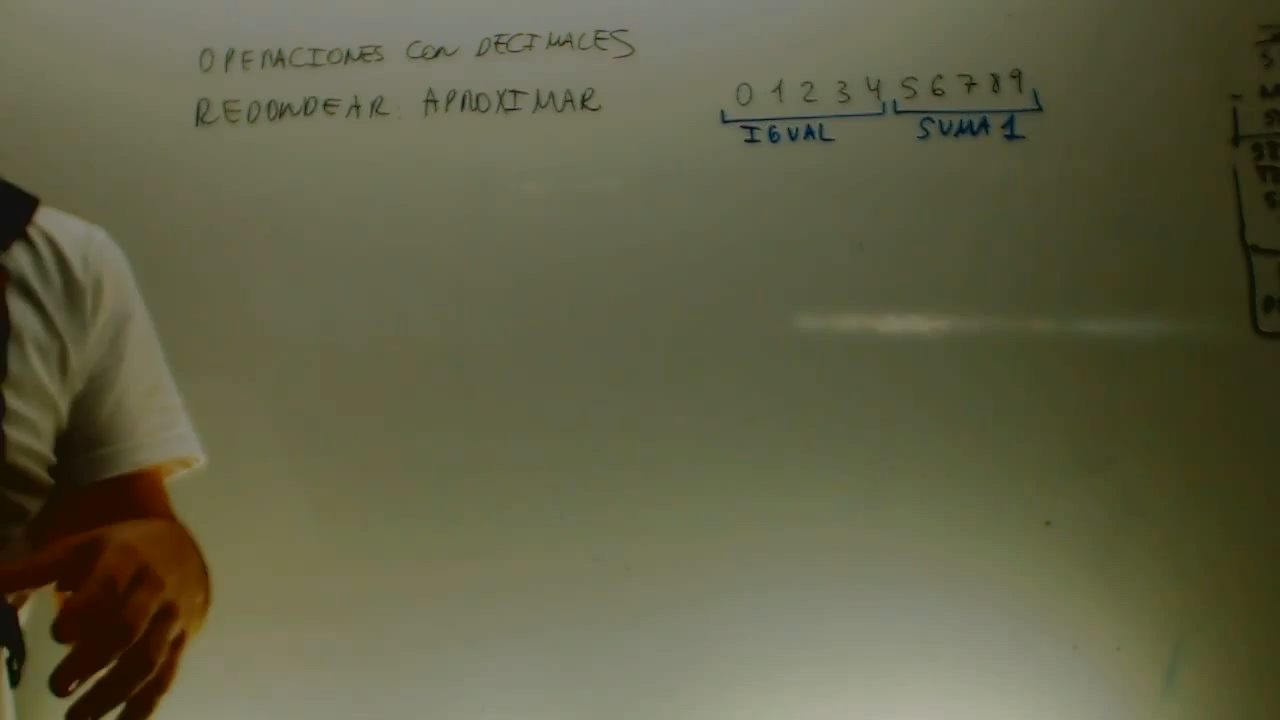 OPERACIONES CON DECIMALES
REDONDEAR: APROXIMAR
0 1 2 3 4 5 6 7 8 9
IGUAL SUMA 1